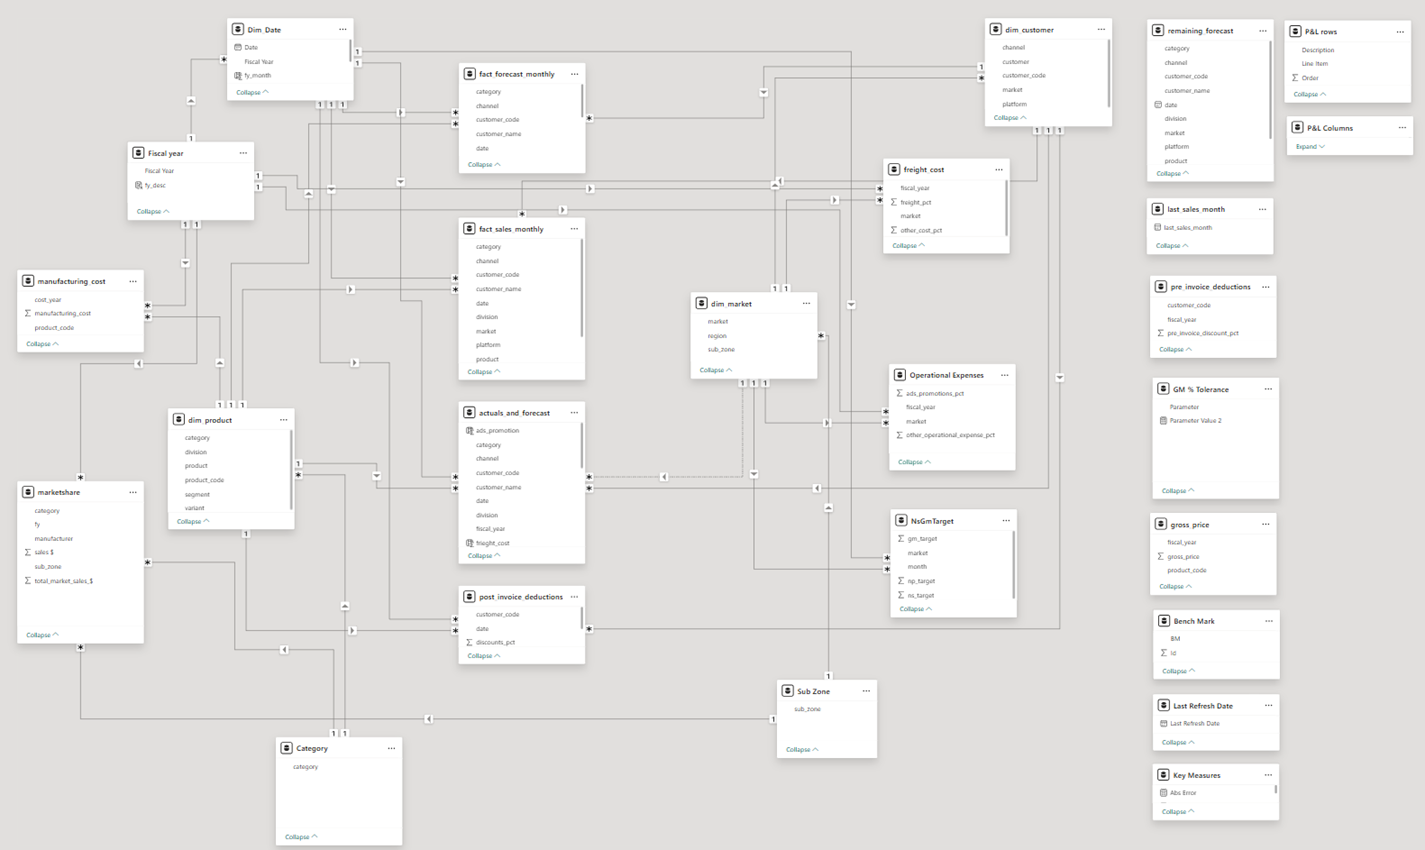 Dim_Date
Date
Fiscal Year
fy_month
Collapse
fact_forecast_monthly
category
channel
customer_code
customer_name
date
Collapse
dim_customer
channel
customer
customer_code
market
platform
Collapse
remaining_forecast
category
channel
customer_code
customer_name
date
division
market
platform
product
Collapse
P&L rows
Description
Line Item
Order
Collapse
P&L Columns
Expand
Fiscal year
Fiscal Year
fy_desc
Collapse
freight_cost
fiscal_year
freight_pct
market
other_cost_pct
Collapse
last_sales_month
last_sales_month
Collapse
fact_sales_monthly
category
channel
customer_code
customer_name
date
division
market
platform
product
Collapse
manufacturing_cost
cost_year
manufacturing_cost
product_code
Collapse
dim_market
market
region
sub_zone
Collapse
pre_invoice_deductions
customer_code
fiscal_year
pre_invoice_discount_pct
Collapse
Operational Expenses
ads_promotions_pct
fiscal_year
market
other_operational_expense_pct
Collapse
GM % Tolerance
Parameter
Parameter Value 2
Collapse
dim_product
category
division
product
product_code
segment
variant
Collapse
actuals_and_forecast
ads_promotion
category
channel
customer_code
customer_name
date
division
fiscal_year
frieght_cost
Collapse
marketshare
category
fy
manufacturer
sales $
sub_zone
total_market_sales_$
Collapse
NsGmTarget
gm_target
market
month
np_target
ns_target
Collapse
gross_price
fiscal_year
gross_price
product_code
Collapse
post_invoice_deductions
customer_code
date
discounts_pct
Collapse
Bench Mark
BM
Id
Collapse
Sub Zone
sub_zone
Collapse
Last Refresh Date
Last Refresh Date
Collapse
Category
category
Collapse
Key Measures
Abs Error
Collapse